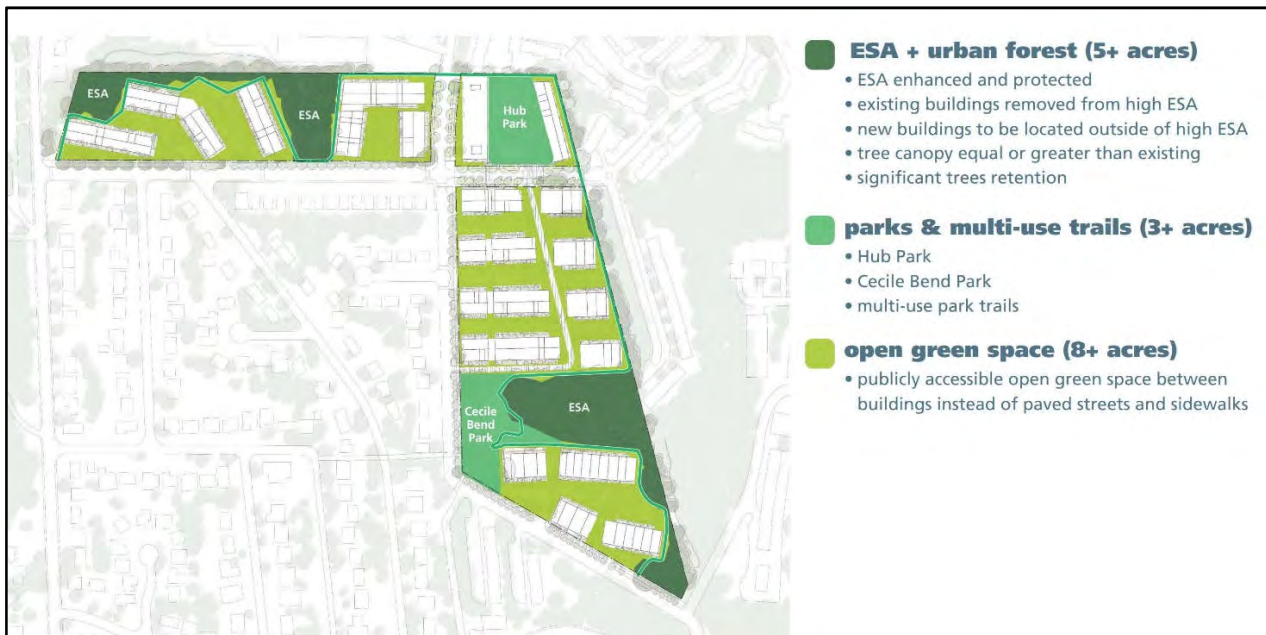 ESA
ESA
Hub
Park
ESA
Cecile
Bend
Park
ESA + urban forest (5+ acres)
• ESA enhanced and protected
• existing buildings removed from high ESA
• new buildings to be located outside of high ESA
• tree canopy equal or greater than existing
• significant trees retention
parks & multi-use trails (3+ acres)
• Hub Park
• Cecile Bend Park
• multi-use park trails
open green space (8+ acres)
• publicly accessible open green space between
buildings instead of paved streets and sidewalks